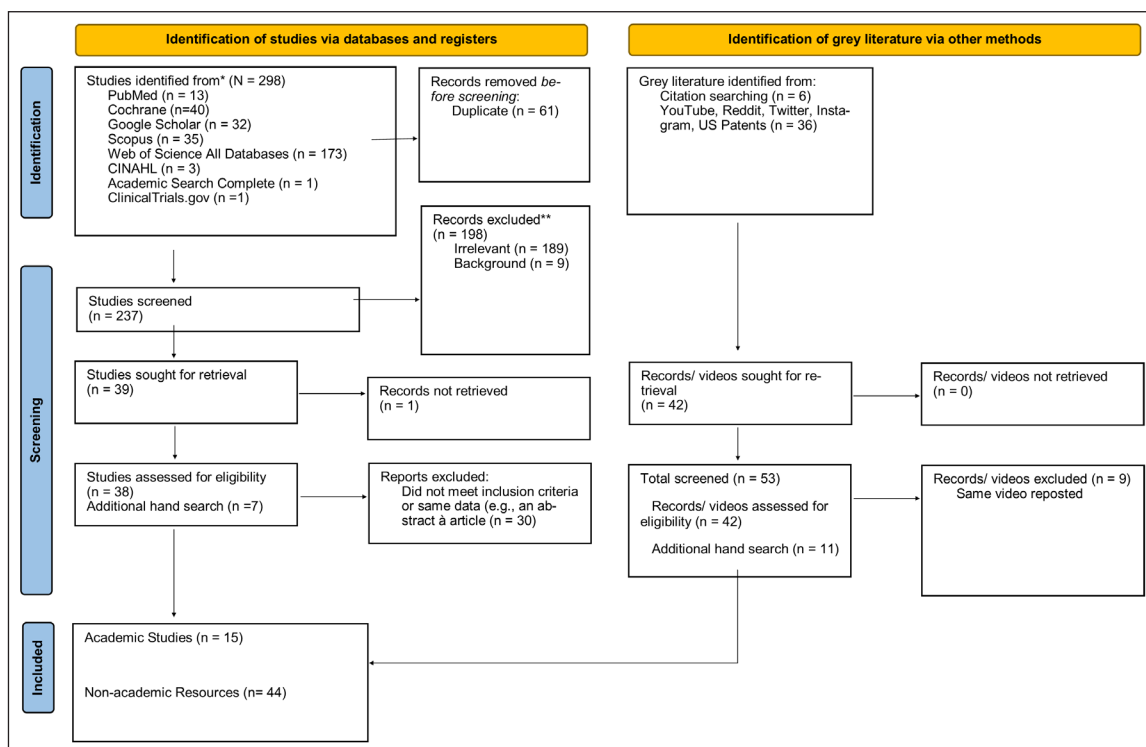 Identification of studies via databases and registers
Identification of grey literature via other methods
Identification
Studies identified from* (N = 298)
PubMed (n = 13)
Cochrane (n=40)
Google Scholar (n = 32)
Scopus (n = 35)
Web of Science All Databases (n = 173)
CINAHL (n = 3)
Academic Search Complete (n = 1)
ClinicalTrials.gov (n =1)
Records removed be-
fore screening:
Duplicate (n = 61)
Grey literature identified from:
Citation searching (n = 6)
YouTube, Reddit, Twitter, Insta-
gram, US Patents (n = 36)
Screening
Records excluded**
(n = 198)
Irrelevant (n = 189)
Background (n = 9)
Studies screened
(n = 237)
Studies sought for retrieval
(n = 39)
Records not retrieved
(n = 1)
Records/ videos sought for re-
trieval
(n = 42)
Records/ videos not retrieved
(n = 0)
Studies assessed for eligibility
(n = 38)
Additional hand search (n =7)
Reports excluded:
Did not meet inclusion criteria
or same data (e.g., an ab-
stract à article (n = 30)
Total screened (n = 53)
Records/ videos assessed for
eligibility (n = 42)
Additional hand search (n = 11)
Records/ videos excluded (n = 9)
Same video reposted
Included
Academic Studies (n = 15)
Non-academic Resources (n= 44)